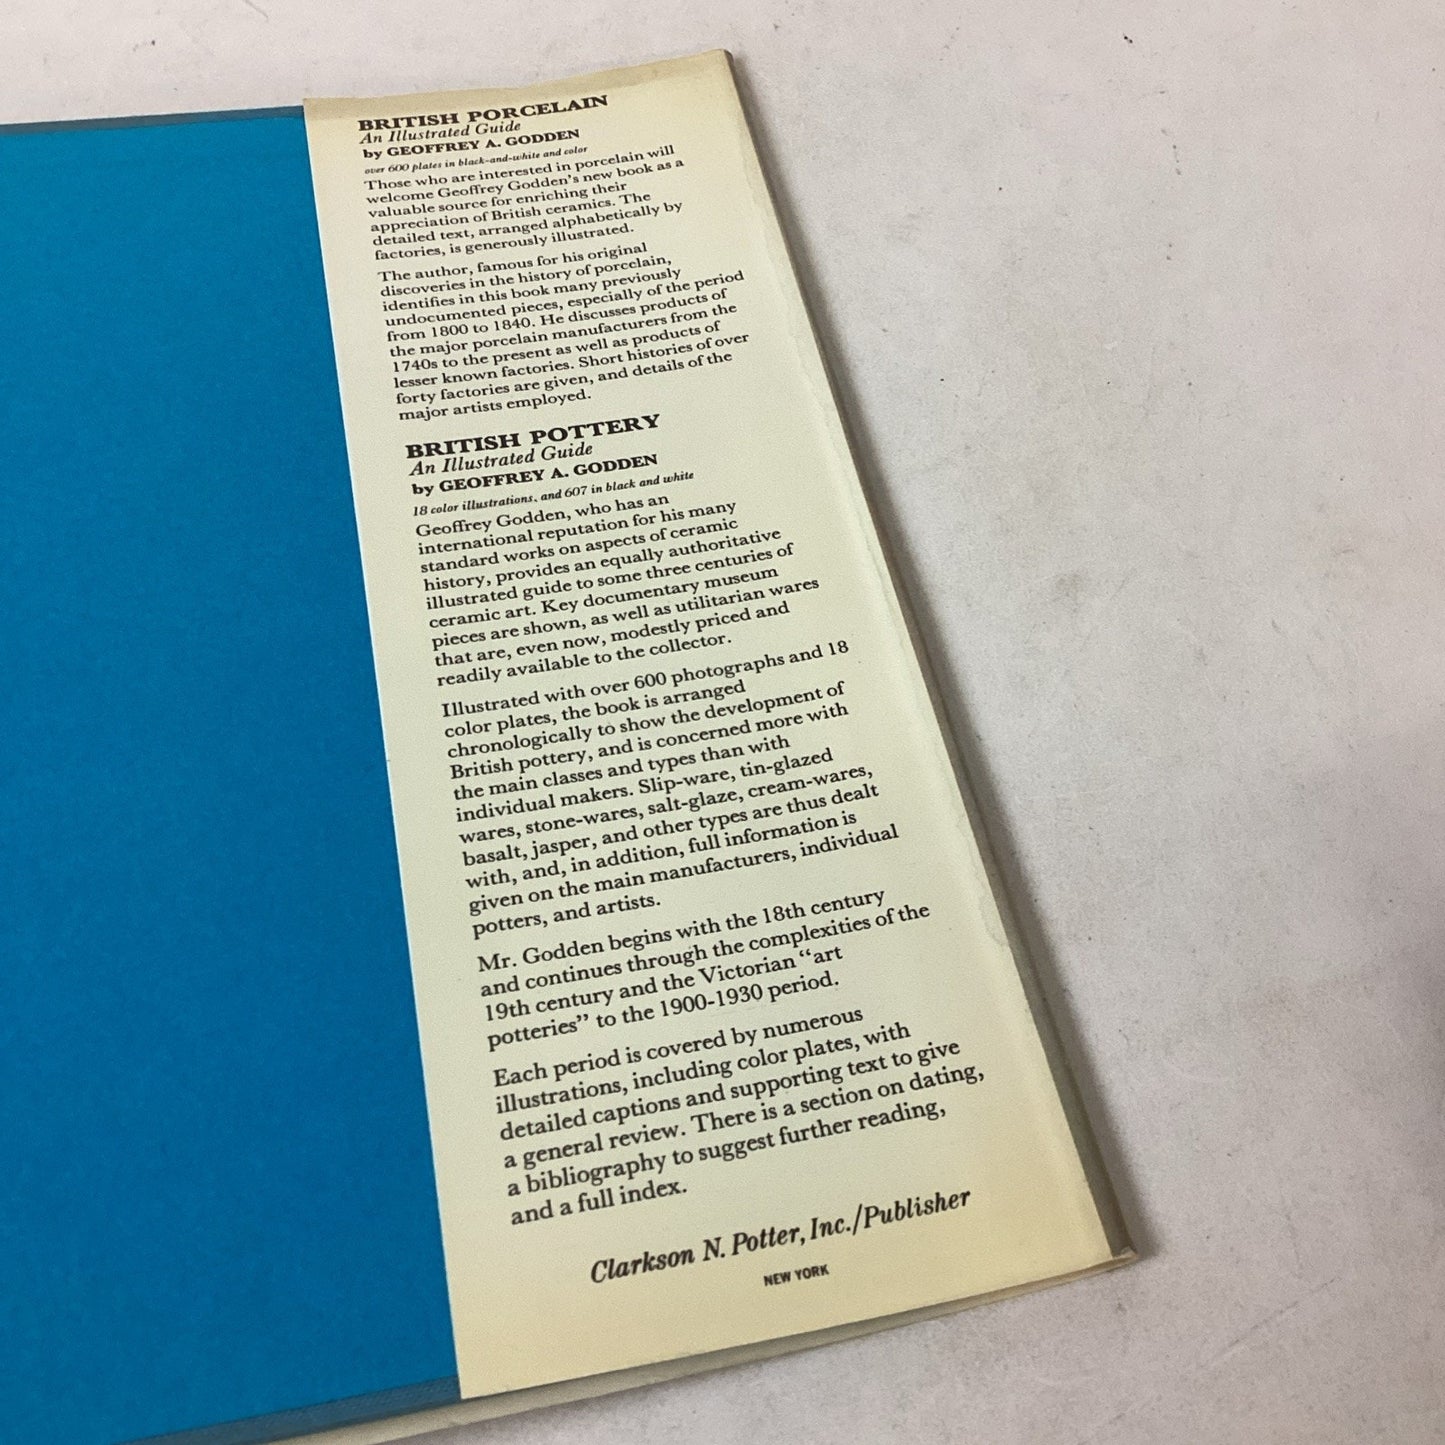 BRITISH PORCELAIN
An Illustrated Guide
by GEOFFREY A. GODDEN
over 600 plates in black-and-white and color
Those who are interested in porcelain will
welcome Geoffrey Godden's new book as a
valuable source for enriching their
appreciation of British ceramics. The
detailed text, arranged alphabetically by
factories, is generously illustrated.
The author, famous for his original
discoveries in the history of porcelain,
identifies in this book many previously
undocumented pieces, especially of the period
from 1800 to 1840. He discusses products of
the major porcelain manufacturers from the
1740s to the present as well as products of
lesser known factories. Short histories of over
forty factories are given, and details of the
major artists employed.
BRITISH POTTERY
An Illustrated Guide
by GEOFFREY A. GODDEN
18 color illustrations, and 607 in black and white
Geoffrey Godden, who has an
international reputation for his many
standard works on aspects of ceramic
history, provides an equally authoritative
illustrated guide to some three centuries of
ceramic art. Key documentary museum
pieces are shown, as well as utilitarian wares
that are, even now, modestly priced and
readily available to the collector.
Illustrated with over 600 photographs and 18
color plates, the book is arranged
chronologically to show the development of
British pottery, and is concerned more with
the main classes and types than with
individual makers. Slip-ware, tin-glazed
wares, stone-wares, salt-glaze, cream-wares,
basalt, jasper, and other types are thus dealt
with, and, in addition, full information is
given on the main manufacturers, individual
potters, and artists.
Mr. Godden begins with the 18th century
and continues through the complexities of the
19th century and the Victorian “art
potteries” to the 1900-1930 period.
Each period is covered by numerous
illustrations, including color plates, with
detailed captions and supporting text to give
a general review. There is a section on dating,
a bibliography to suggest further reading,
and a full index.
Clarkson N. Potter, Inc./Publisher
NEW YORK